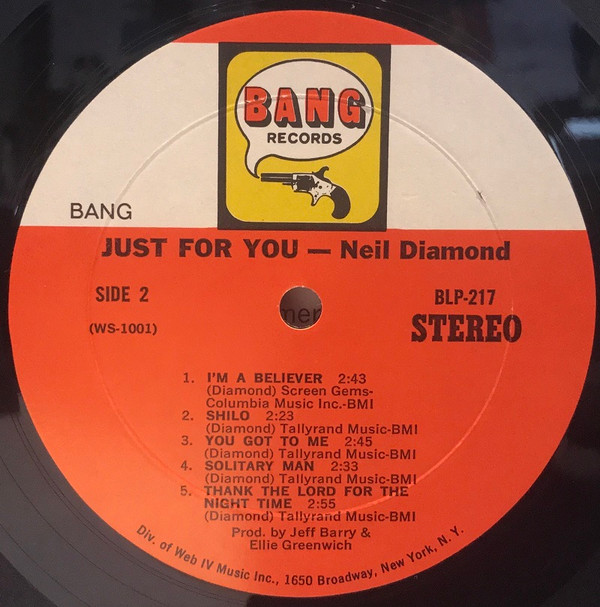 BANG
RECORDS
BANG
JUST FOR YOU — Neil Diamond
SIDE 2
BLP-217
(WS-1001)
STEREO
1. I'M A BELIEVER 2:43
(Diamond) Screen Gems-
Columbia Music Inc.-BMI
2. SHILO 2:23
(Diamond) Tallyrand Music-BMI
3. YOU GOT TO ME 2:45
(Diamond) Tallyrand Music-BMI
4. SOLITARY MAN 2:33
(Diamond) Tallyrand Music-BMI
5. THANK THE LORD FOR THE
NIGHT TIME 2:55
(Diamond) Tallyrand Music-BMI
Prod. by Jeff Barry &
Ellie Greenwich
Div. of Web IV Music Inc., 1650 Broadway, New York, N. Y.